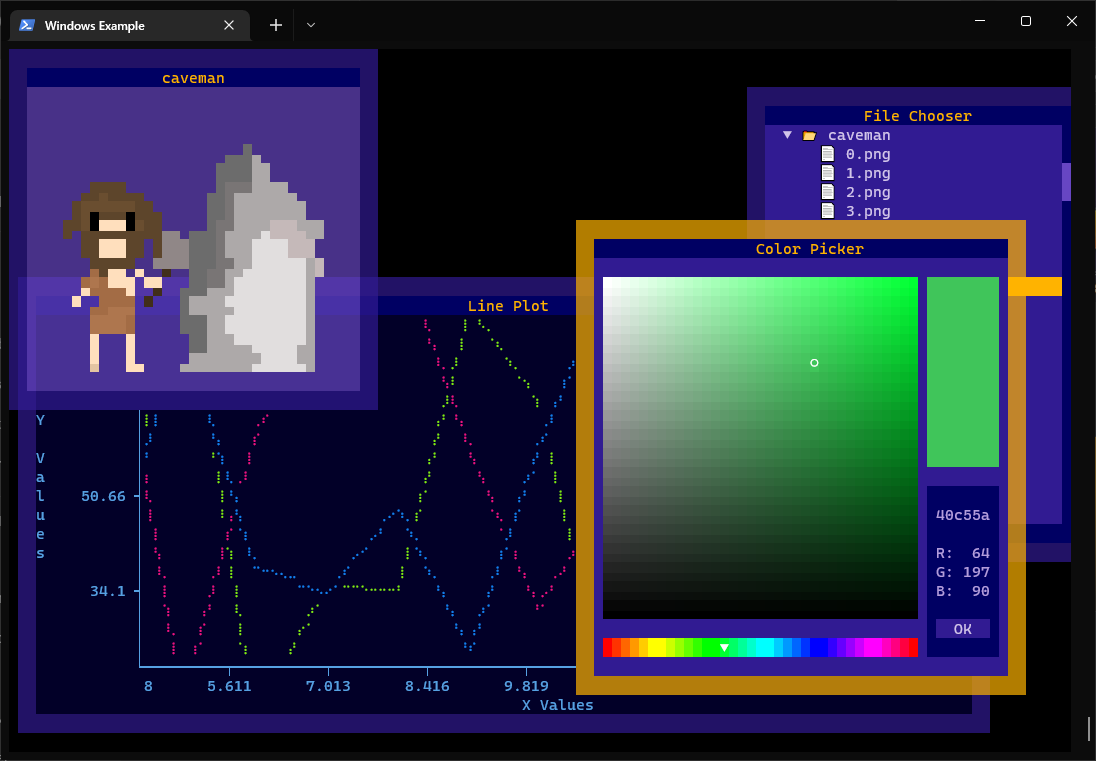 Windows Example
caveman
File Chooser
caveman
0.png
1.png
2.png
3.png
Color Picker
40c55a
R: 64
G: 197
B: 90
OK
Line Plot
Y Values
50.66
34.1
8 5.611 7.013 8.416 9.819
X Values